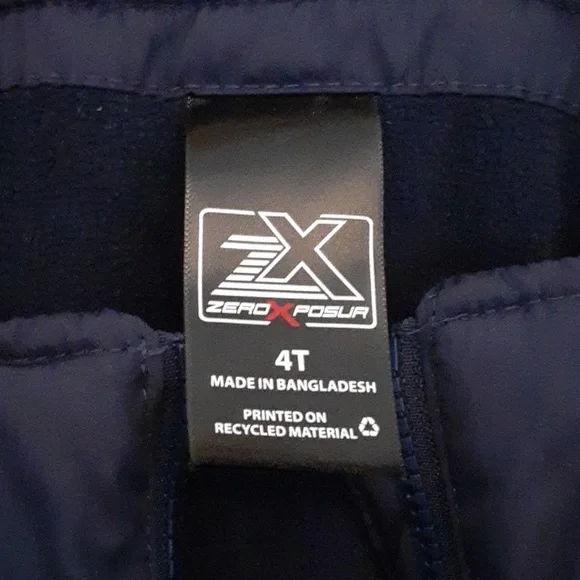 ZX
ZEROXPOSUR
4T
MADE IN BANGLADESH
PRINTED ON
RECYCLED MATERIAL